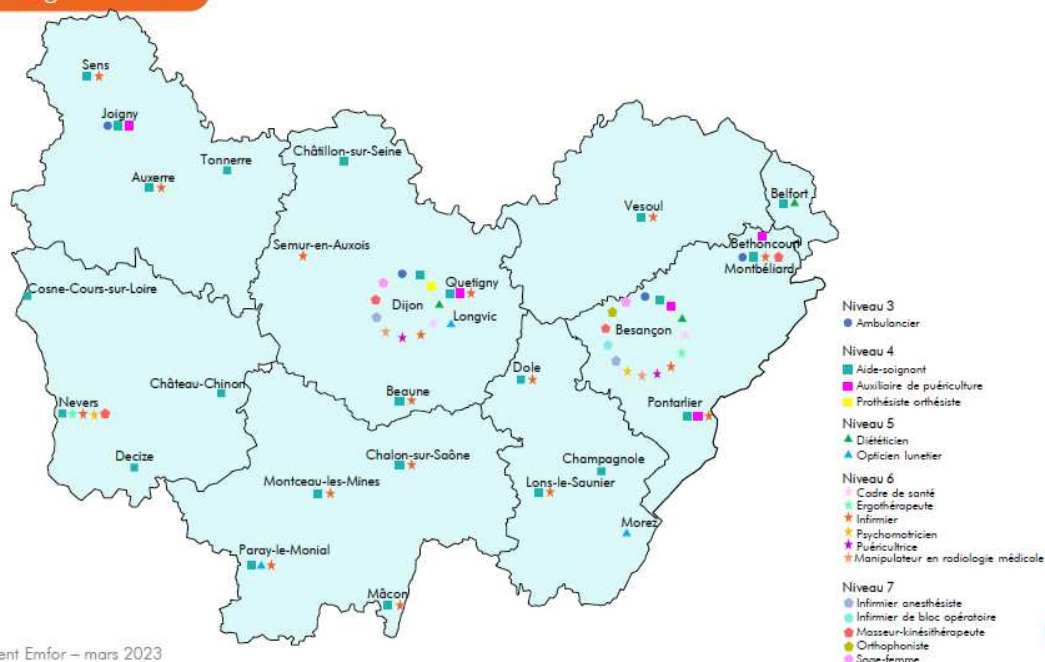 Sens
Joigny
Tonnerre
Auxerre
Châtillon-sur-Seine
Semur-en-Auxois
Vesoul
Belfort
Bethoncourt
Montbéliard
Cosne-Cours-sur-Loire
Quetigny
Dijon
Longvic
Besançon
Château-Chinon
Nevers
Decize
Beaune
Dole
Pontarlier
Chalon-sur-Saône
Champagnole
Montceau-les-Mines
Lons-le-Saunier
Morez
Paray-le-Monial
Mâcon
Niveau 3
Ambulancier
Niveau 4
Aide-soignant
Auxiliaire de puériculture
Prothésiste orthésiste
Niveau 5
Diététicien
Opticien lunetier
Niveau 6
Cadre de santé
Ergothérapeute
Infirmier
Psychomotricien
Puéricultrice
Manipulateur en radiologie médicale
Niveau 7
Infirmier anesthésiste
Infirmier de bloc opératoire
Masseur-kinésithérapeute
Orthophoniste
Sage-femme
Emfor – mars 2023